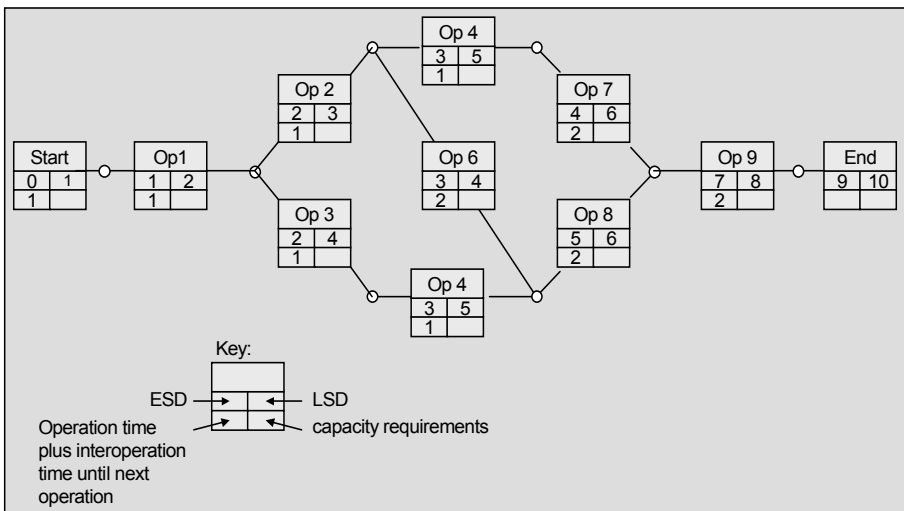 Op 4
3 5
1
Op 2
2 3
1
Op 7
4 6
2
Start
0 1
1
Op1
1 2
1
Op 6
3 4
2
Op 9
7 8
2
End
9 10
Op 3
2 4
1
Op 8
5 6
2
Op 4
3 5
1
Key:
ESD
LSD
Operation time
plus interoperation
time until next
operation
capacity requirements